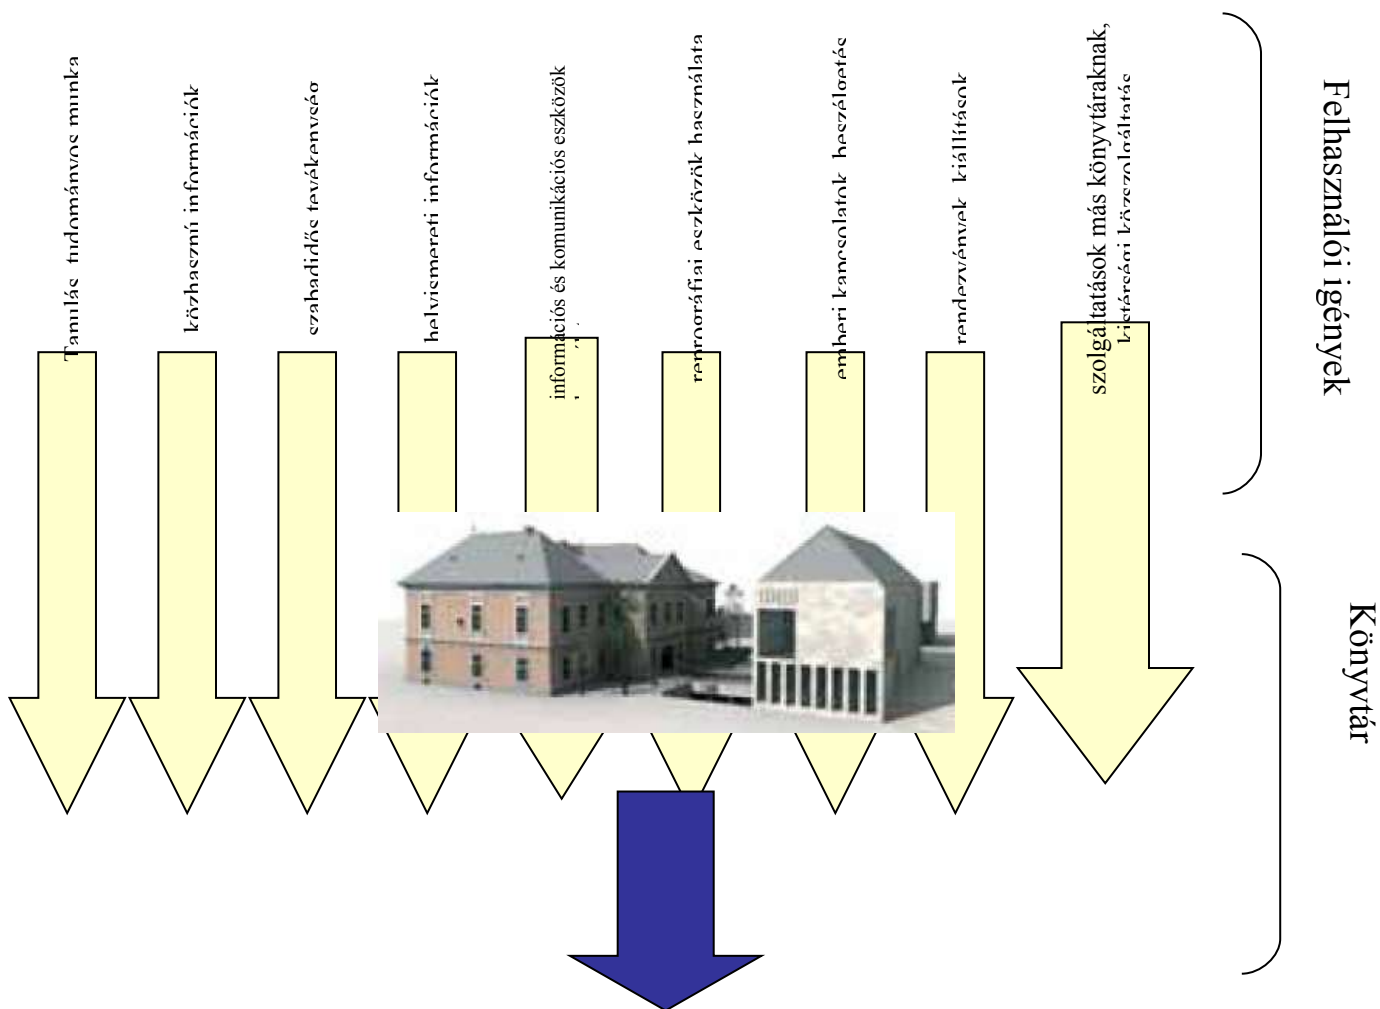 Tanulás tudományos munka
közhasznú információk
szabadidős tevékenység
helyismereti információk
információs és komunikációs eszközök
reprográfiai eszközök használata
emberi kapcsolatok beszélgetés
rendezvények kiállítások
szolgáltatások más könyvtáraknak,
kistérségi közszolgáltatás
Felhasználói igények
Könyvtár